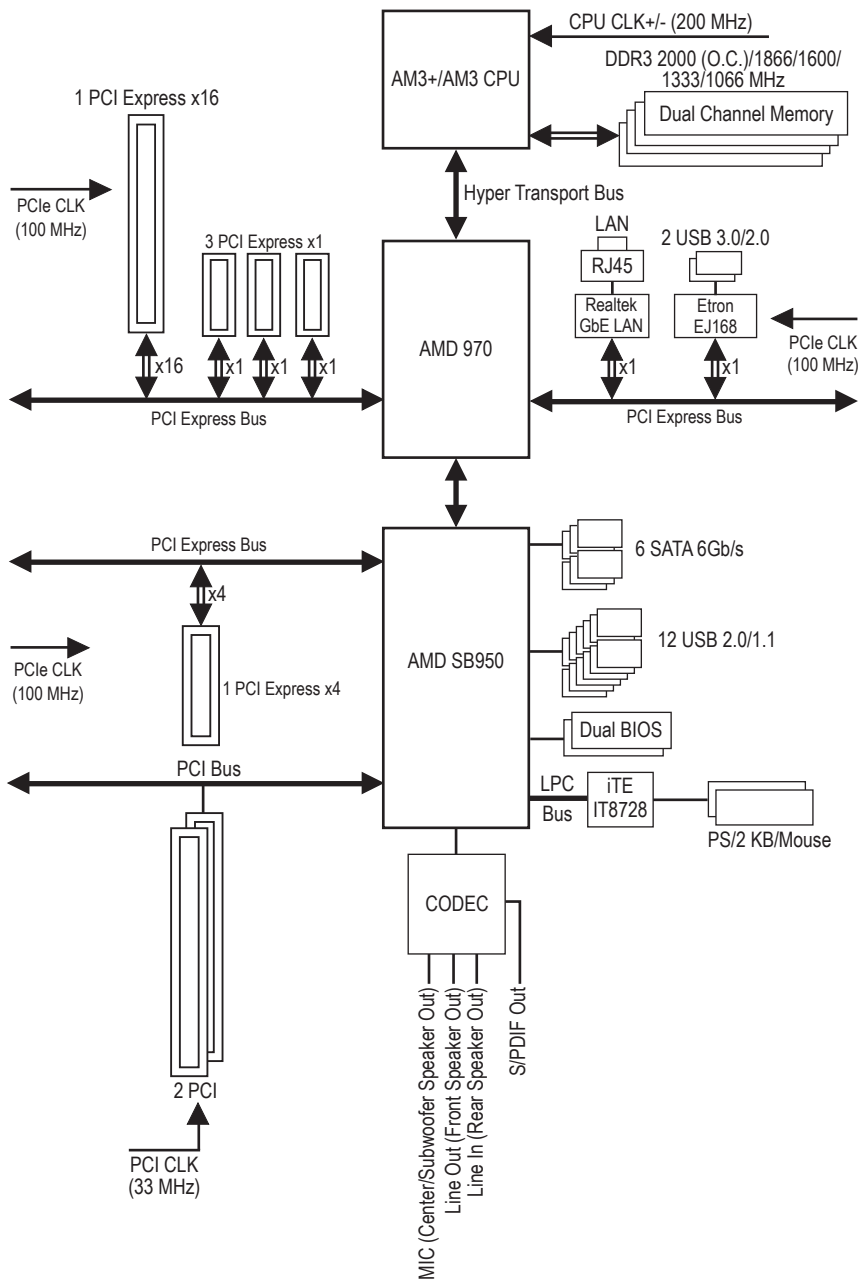 CPU CLK+/- (200 MHz)
AM3+/AM3 CPU
DDR3 2000 (O.C.)/1866/1600/
1333/1066 MHz
Dual Channel Memory
1 PCI Express x16
PCIe CLK
(100 MHz)
Hyper Transport Bus
3 PCI Express x1
LAN
RJ45
Realtek
GbE LAN
2 USB 3.0/2.0
Etron
EJ168
PCIe CLK
(100 MHz)
AMD 970
x16
x1
x1
x1
x1
x1
PCI Express Bus
PCI Express Bus
PCI Express Bus
x4
PCIe CLK
(100 MHz)
1 PCI Express x4
AMD SB950
6 SATA 6Gb/s
12 USB 2.0/1.1
Dual BIOS
PCI Bus
LPC
Bus
iTE
IT8728
PS/2 KB/Mouse
CODEC
2 PCI
PCI CLK
(33 MHz)
MIC (Center/Subwoofer Speaker Out)
Line Out (Front Speaker Out)
Line In (Rear Speaker Out)
S/PDIF Out